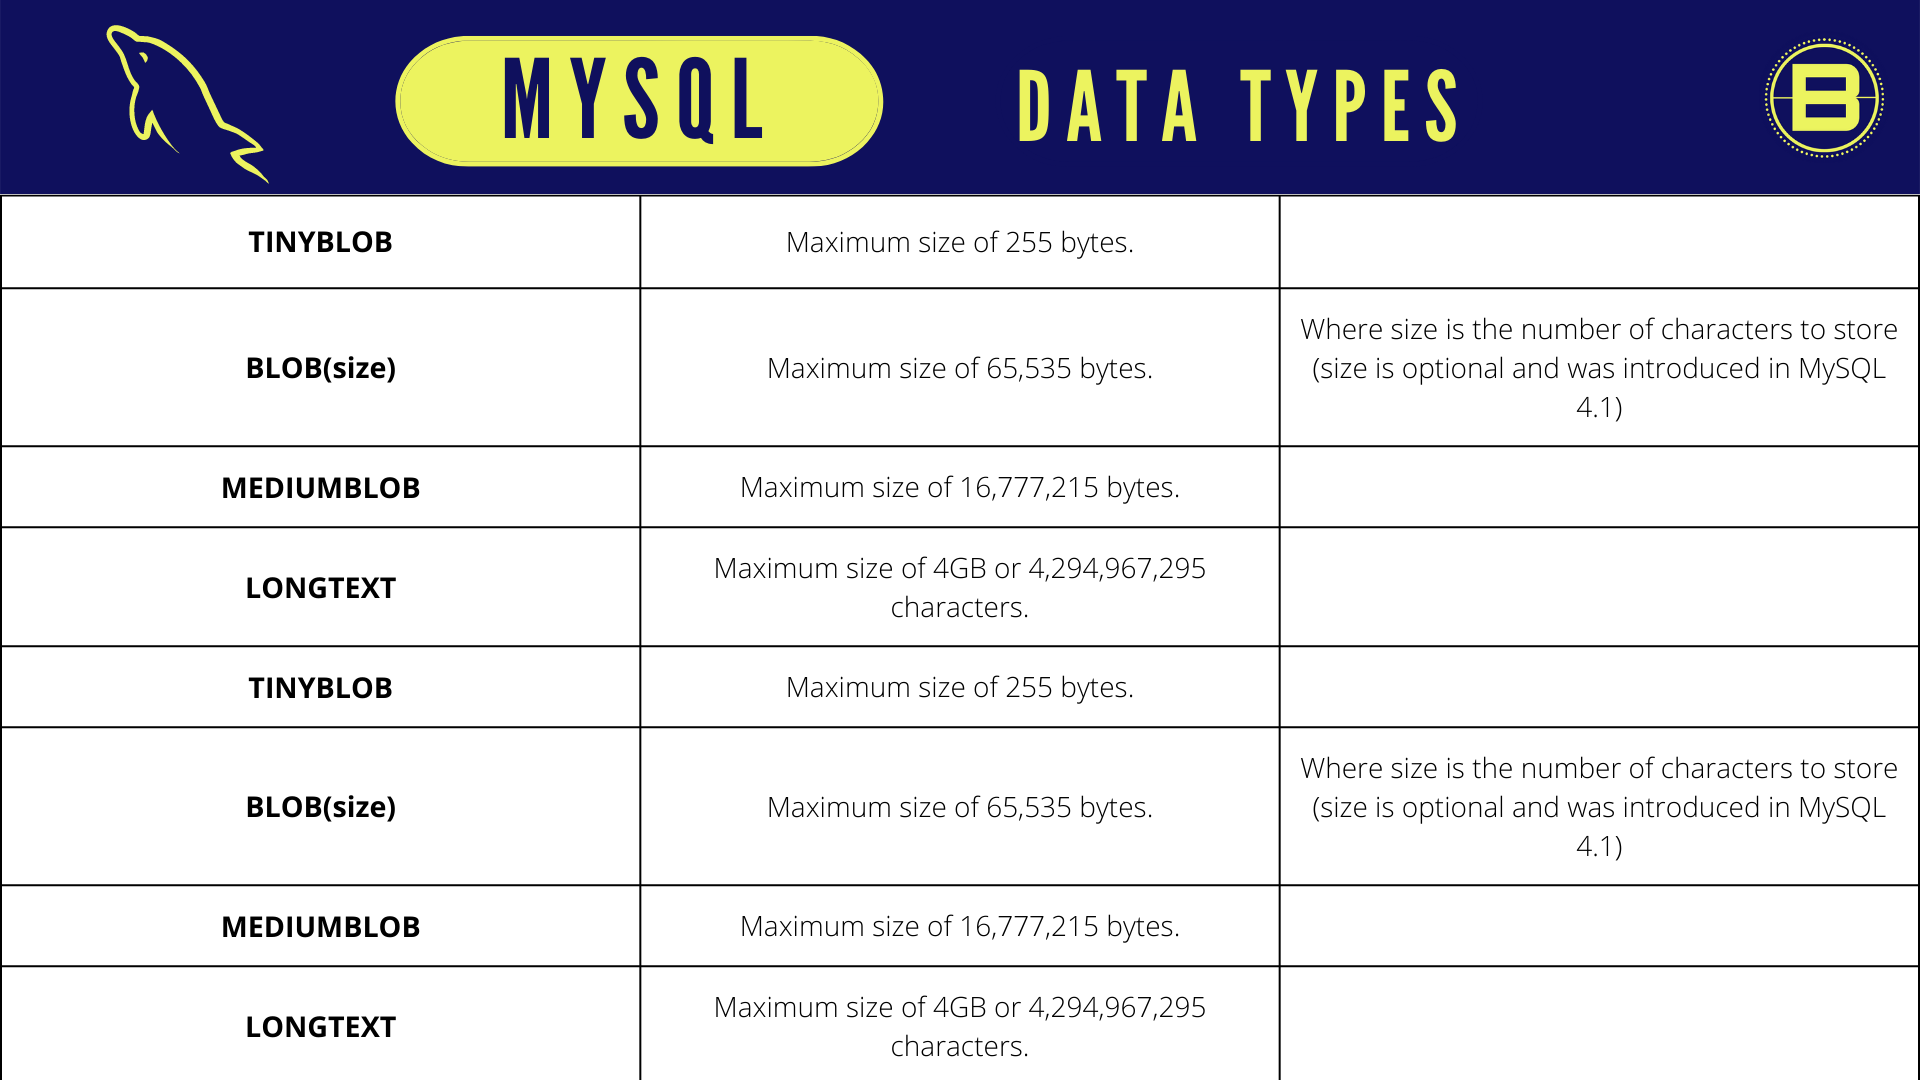 MYSQL DATA TYPES
B
TINYBLOB
Maximum size of 255 bytes.
BLOB(size)
Maximum size of 65,535 bytes.
Where size is the number of characters to store
(size is optional and was introduced in MySQL
4.1)
MEDIUMBLOB
Maximum size of 16,777,215 bytes.
LONGTEXT
Maximum size of 4GB or 4,294,967,295
characters.
TINYBLOB
Maximum size of 255 bytes.
BLOB(size)
Maximum size of 65,535 bytes.
Where size is the number of characters to store
(size is optional and was introduced in MySQL
4.1)
MEDIUMBLOB
Maximum size of 16,777,215 bytes.
LONGTEXT
Maximum size of 4GB or 4,294,967,295
characters.